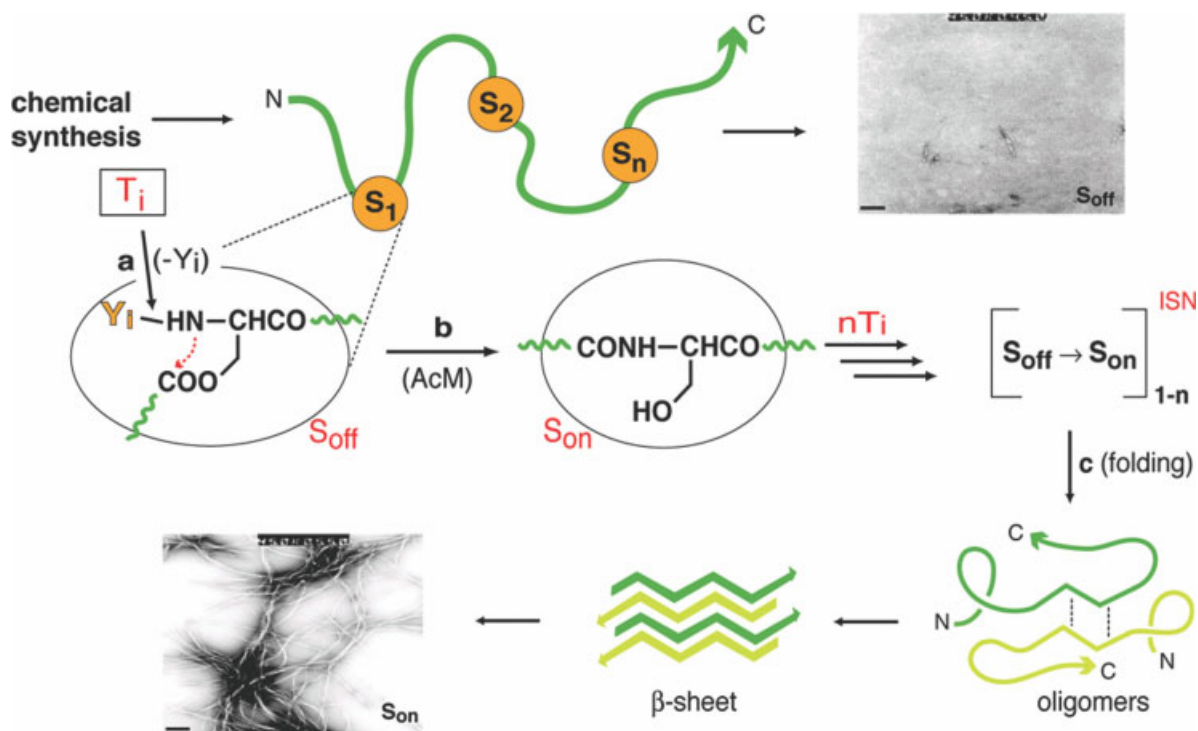 chemical
synthesis
N
S1
S2
Sn
C
Soff
Ti
a (-Yi)
Yi
HN
CHCO
COO
Soff
b
(AcM)
CONH
CHCO
HO
Son
nTi
Soff → Son
ISN
1-n
c (folding)
C
N
C
N
oligomers
β-sheet
Son